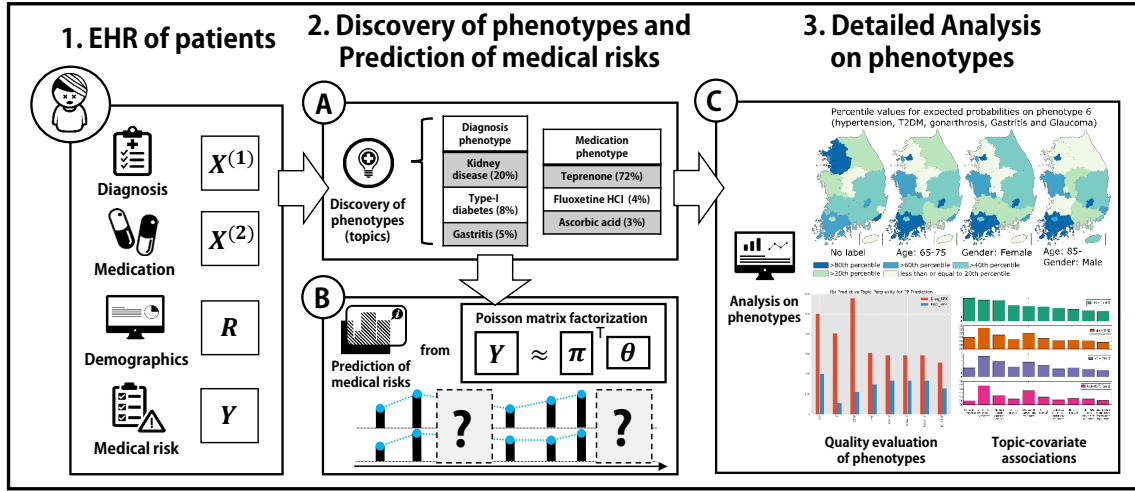 1. EHR of patients
Diagnosis
X(1)
Medication
X(2)
Demographics
R
Medical risk
Y
2. Discovery of phenotypes and
Prediction of medical risks
A
Discovery of
phenotypes
(topics)
Diagnosis
phenotype
Kidney
disease (20%)
Type-I
diabetes (8%)
Gastritis (5%)
Medication
phenotype
Teprenone (72%)
Fluoxetine HCI (4%)
Ascorbic acid (3%)
B
Prediction of
medical risks
from
Poisson matrix factorization
Y ≈ π T θ
?
?
3. Detailed Analysis
on phenotypes
C
Percentile values for expected probabilities on phenotype 6
(hypertension, T2DM, gonarthrosis, Gastritis and Glaucoma)
No label
Age: 65-75
Gender: Female
Age: 85-
Gender: Male
>80th percentile
>60th percentile
>40th percentile
>20th percentile
less than or equal to 20th percentile
Analysis on
phenotypes
Quality evaluation
of phenotypes
Topic-covariate
associations